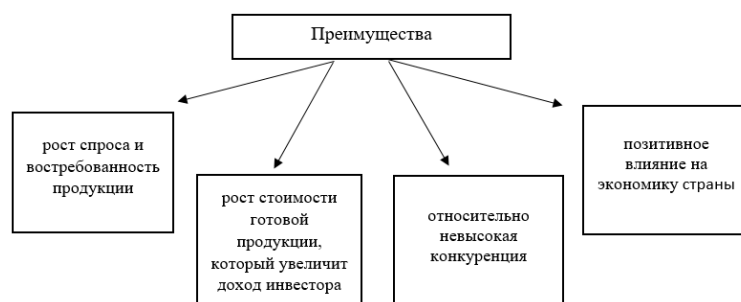 Преимущества
рост спроса и
востребованность
продукции
рост стоимости
готовой
продукции,
который увеличит
доход инвестора
относительно
невысокая
конкуренция
позитивное
влияние на
экономику страны